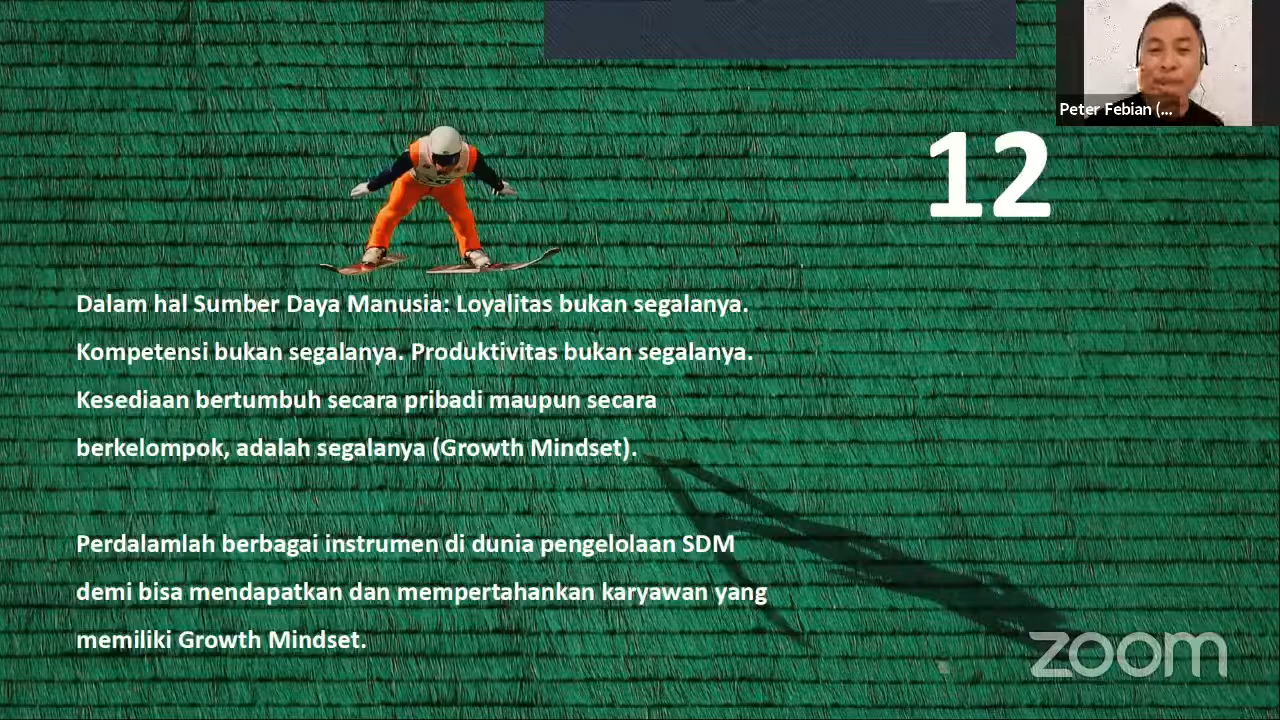 Peter Febian (...
12
Dalam hal Sumber Daya Manusia: Loyalitas bukan segalanya.
Kompetensi bukan segalanya. Produktivitas bukan segalanya.
Kesediaan bertumbuh secara pribadi maupun secara
berkelompok, adalah segalanya (Growth Mindset).
Perdalamlah berbagai instrumen di dunia pengelolaan SDM
demi bisa mendapatkan dan mempertahankan karyawan yang
memiliki Growth Mindset.
zoom